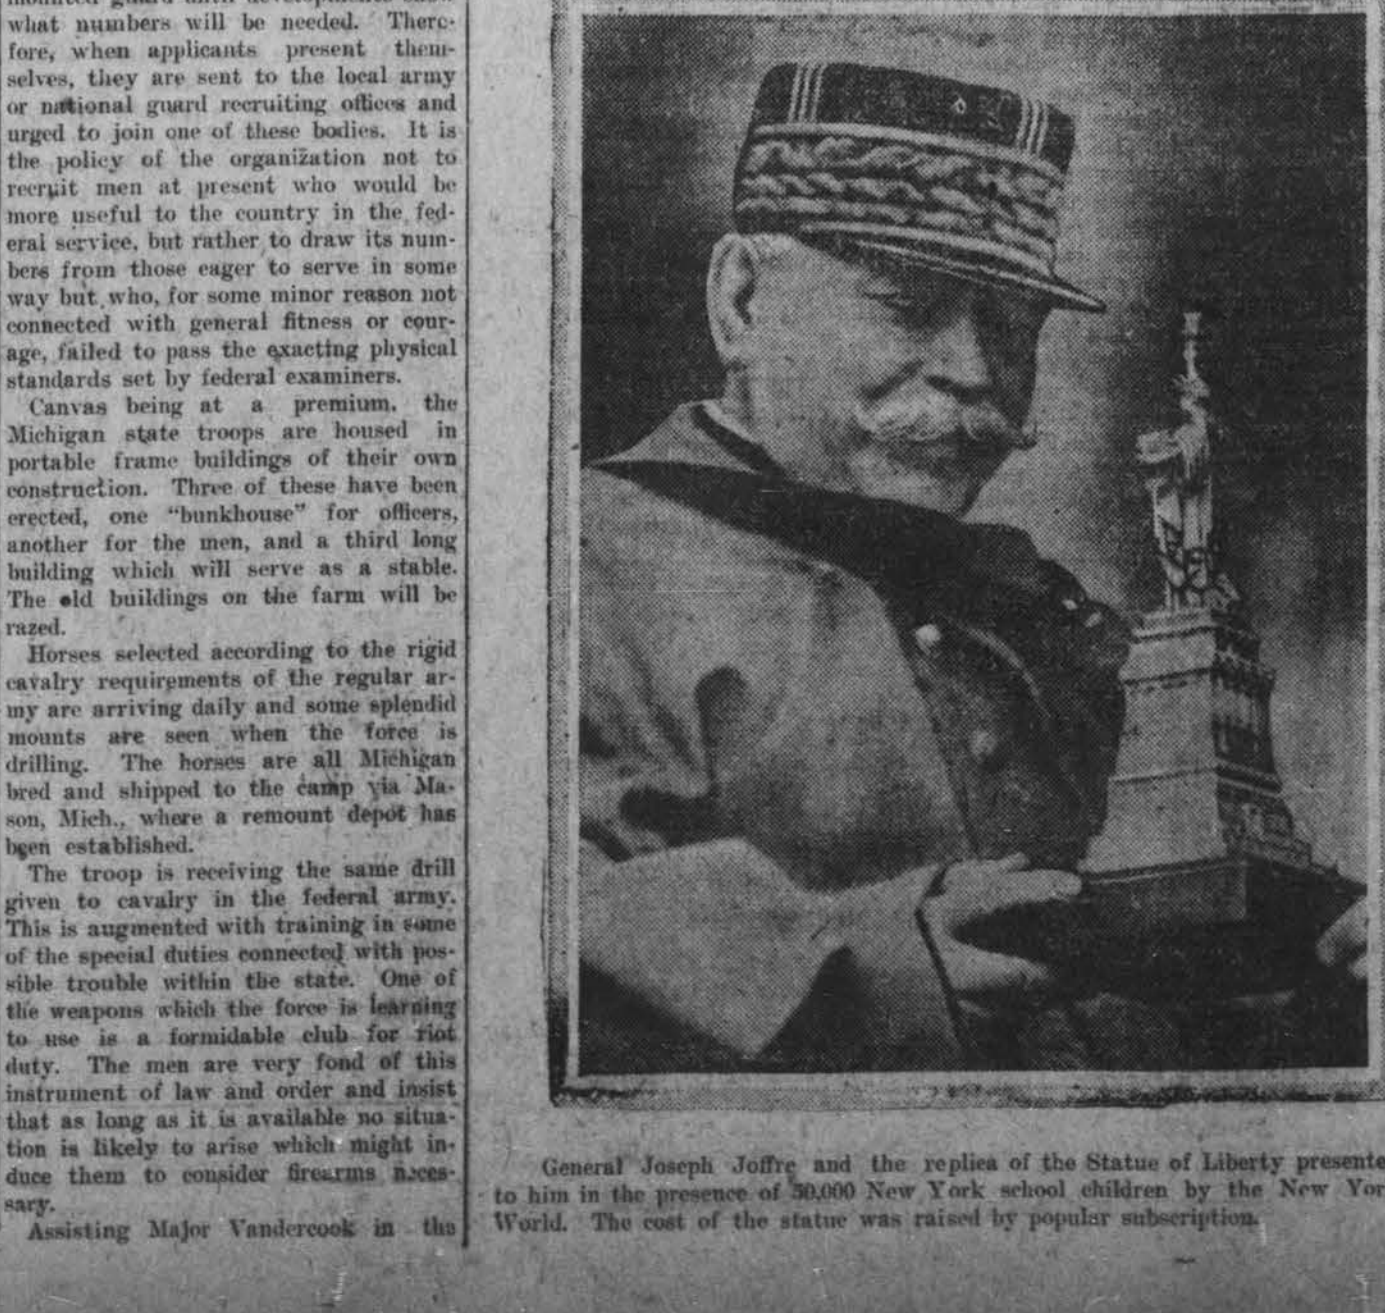 what numbers will be needed. There-
fore, when applicants present them-
selves, they are sent to the local army
or national guard recruiting offices and
urged to join one of these bodies. It is
the policy of the organization not to
recruit men at present who would be
more useful to the country in the fed-
eral service, but rather to draw its num-
bers from those eager to serve in some
way but who, for some minor reason not
connected with general fitness or cour-
age, failed to pass the exacting physical
standards set by federal examiners.
Canvas being at a premium, the
Michigan state troops are housed in
portable frame buildings of their own
construction. Three of these have been
erected, one "bunkhouse" for officers,
another for the men, and a third long
building which will serve as a stable.
The old buildings on the farm will be
razed.
Horses selected according to the rigid
cavalry requirements of the regular ar-
my are arriving daily and some splendid
mounts are seen when the force is
drilling. The horses are all Michigan
bred and shipped to the camp via Ma-
son, Mich., where a remount depot has
been established.
The troop is receiving the same drill
given to cavalry in the federal army.
This is augmented with training in some
of the special duties connected with pos-
sible trouble within the state. One of
the weapons which the force is learning
to use is a formidable club for riot
duty. The men are very fond of this
instrument of law and order and insist
that as long as it is available no situa-
tion is likely to arise which might in-
duce them to consider firearms neces-
sary.
Assisting Major Vandercook in the
General Joseph Joffre and the replica of the Statue of Liberty presente
to him in the presence of 50,000 New York school children by the New Yor
World. The cost of the statue was raised by popular subscription.